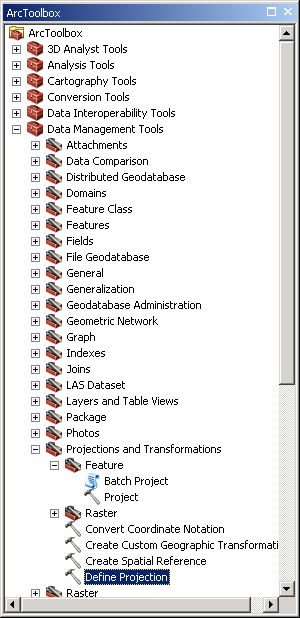 ArcToolbox
ArcToolbox
3D Analyst Tools
Analysis Tools
Cartography Tools
Conversion Tools
Data Interoperability Tools
Data Management Tools
Attachments
Data Comparison
Distributed Geodatabase
Domains
Feature Class
Features
Fields
File Geodatabase
General
Generalization
Geodatabase Administration
Geometric Network
Graph
Indexes
Joins
LAS Dataset
Layers and Table Views
Package
Photos
Projections and Transformations
Feature
Batch Project
Project
Raster
Convert Coordinate Notation
Create Custom Geographic Transformati
Create Spatial Reference
Define Projection
Raster